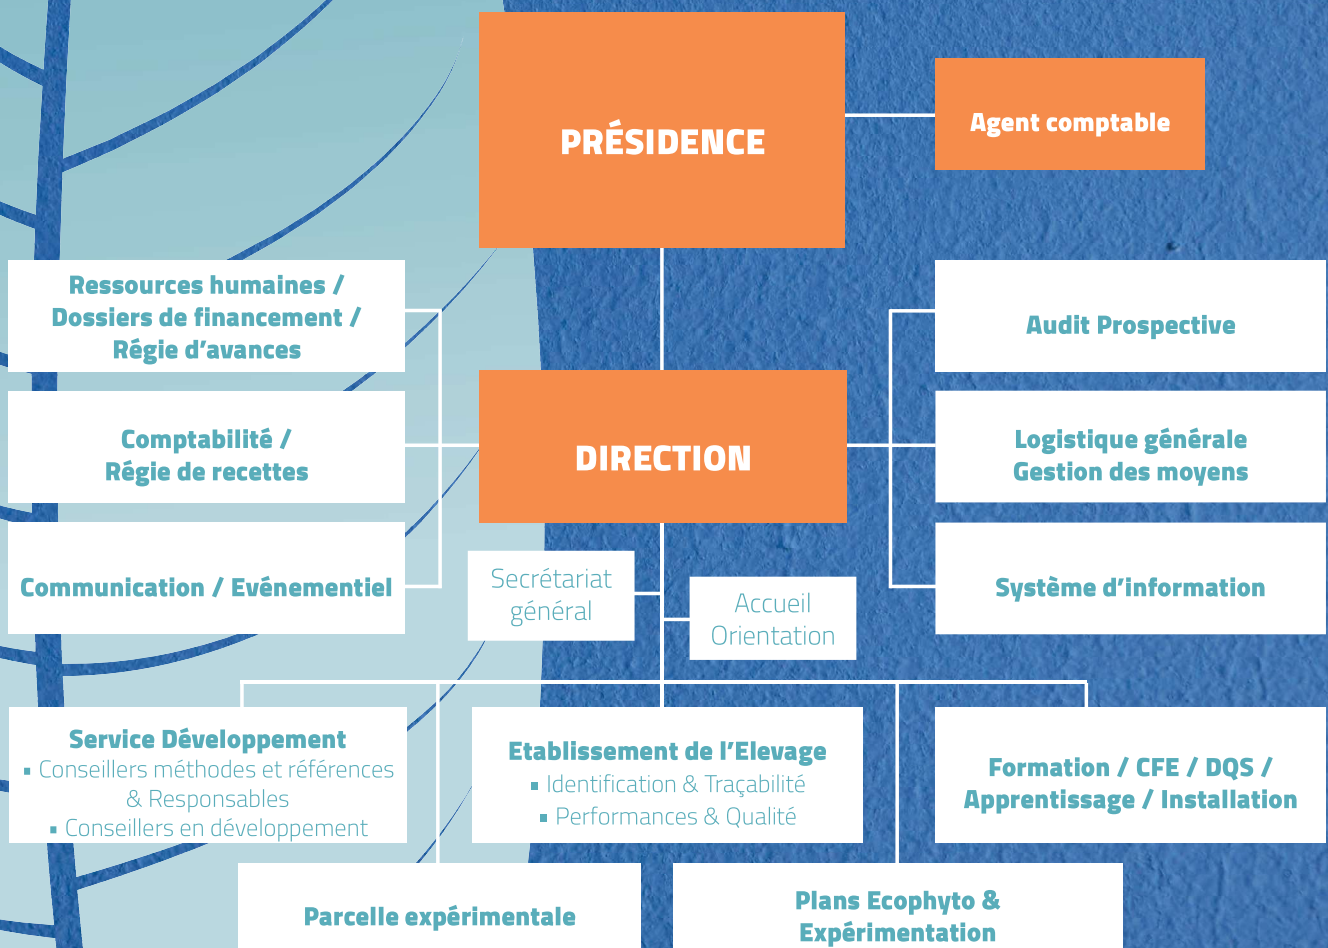 PRÉSIDENCE
Agent comptable
Ressources humaines /
Dossiers de financement /
Régie d’avances
Audit Prospective
Comptabilité /
Régie de recettes
DIRECTION
Logistique générale
Gestion des moyens
Communication / Evénementiel
Système d’information
Secrétariat
général
Accueil
Orientation
Service Développement
▪ Conseillers méthodes et références
& Responsables
▪ Conseillers en développement
Etablissement de l’Elevage
▪ Identification & Traçabilité
▪ Performances & Qualité
Formation / CFE / DQS /
Apprentissage / Installation
Parcelle expérimentale
Plans Ecophyto &
Expérimentation